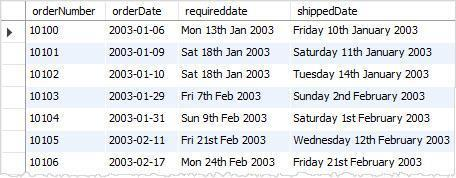 orderNumber orderDate requireddate shippedDate
10100 2003-01-06 Mon 13th Jan 2003 Friday 10th January 2003
10101 2003-01-09 Sat 18th Jan 2003 Saturday 11th January 2003
10102 2003-01-10 Sat 18th Jan 2003 Tuesday 14th January 2003
10103 2003-01-29 Fri 7th Feb 2003 Sunday 2nd February 2003
10104 2003-01-31 Sun 9th Feb 2003 Saturday 1st February 2003
10105 2003-02-11 Fri 21st Feb 2003 Wednesday 12th February 2003
10106 2003-02-17 Mon 24th Feb 2003 Friday 21st February 2003